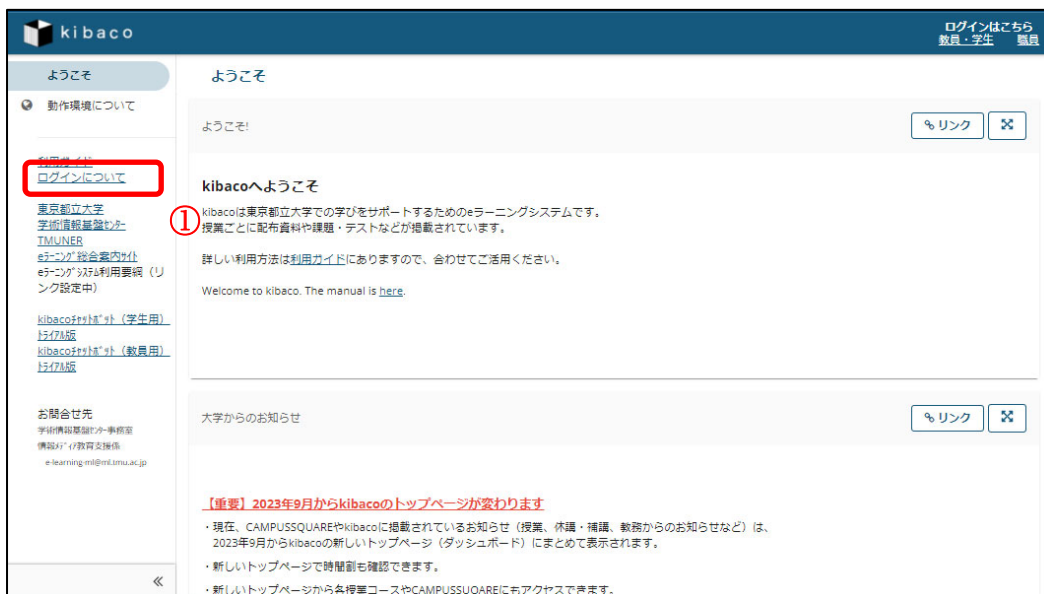 kibaco
ログインはこちら
教員・学生 職員
ようこそ
動作環境について
利用ガイド
ログインについて
東京都立大学
学術情報基盤ｾﾝﾀｰ
TMUNER
eﾗｰﾆﾝｸﾞ総合案内ｻｲﾄ
eﾗｰﾆﾝｸﾞｼｽﾃﾑ利用要綱（リ
ンク設定中）
kibacoﾁｬｯﾄﾎﾞｯﾄ（学生用）
ﾄﾗｲｱﾙ版
kibacoﾁｬｯﾄﾎﾞｯﾄ（教員用）
ﾄﾗｲｱﾙ版
お問合せ先
学術情報基盤ｾﾝﾀｰ事務室
情報ﾒﾃﾞｨｱ教育支援係
e-learning-ml@ml.tmu.ac.jp
①
ようこそ
ようこそ!
リンク
kibacoへようこそ
kibacoは東京都立大学での学びをサポートするためのeラーニングシステムです。
授業ごとに配布資料や課題・テストなどが掲載されています。
詳しい利用方法は利用ガイドにありますので、合わせてご活用ください。
Welcome to kibaco. The manual is here.
大学からのお知らせ
リンク
【重要】2023年9月からkibacoのトップページが変わります
・現在、CAMPUSSQUAREやkibacoに掲載されているお知らせ（授業、休講・補講、教務からのお知らせなど）は、
2023年9月からkibacoの新しいトップページ（ダッシュボード）にまとめて表示されます。
・新しいトップページで時間割も確認できます。
・新しいトップページから各授業コースやCAMPUSSUQAREにもアクセスできます。